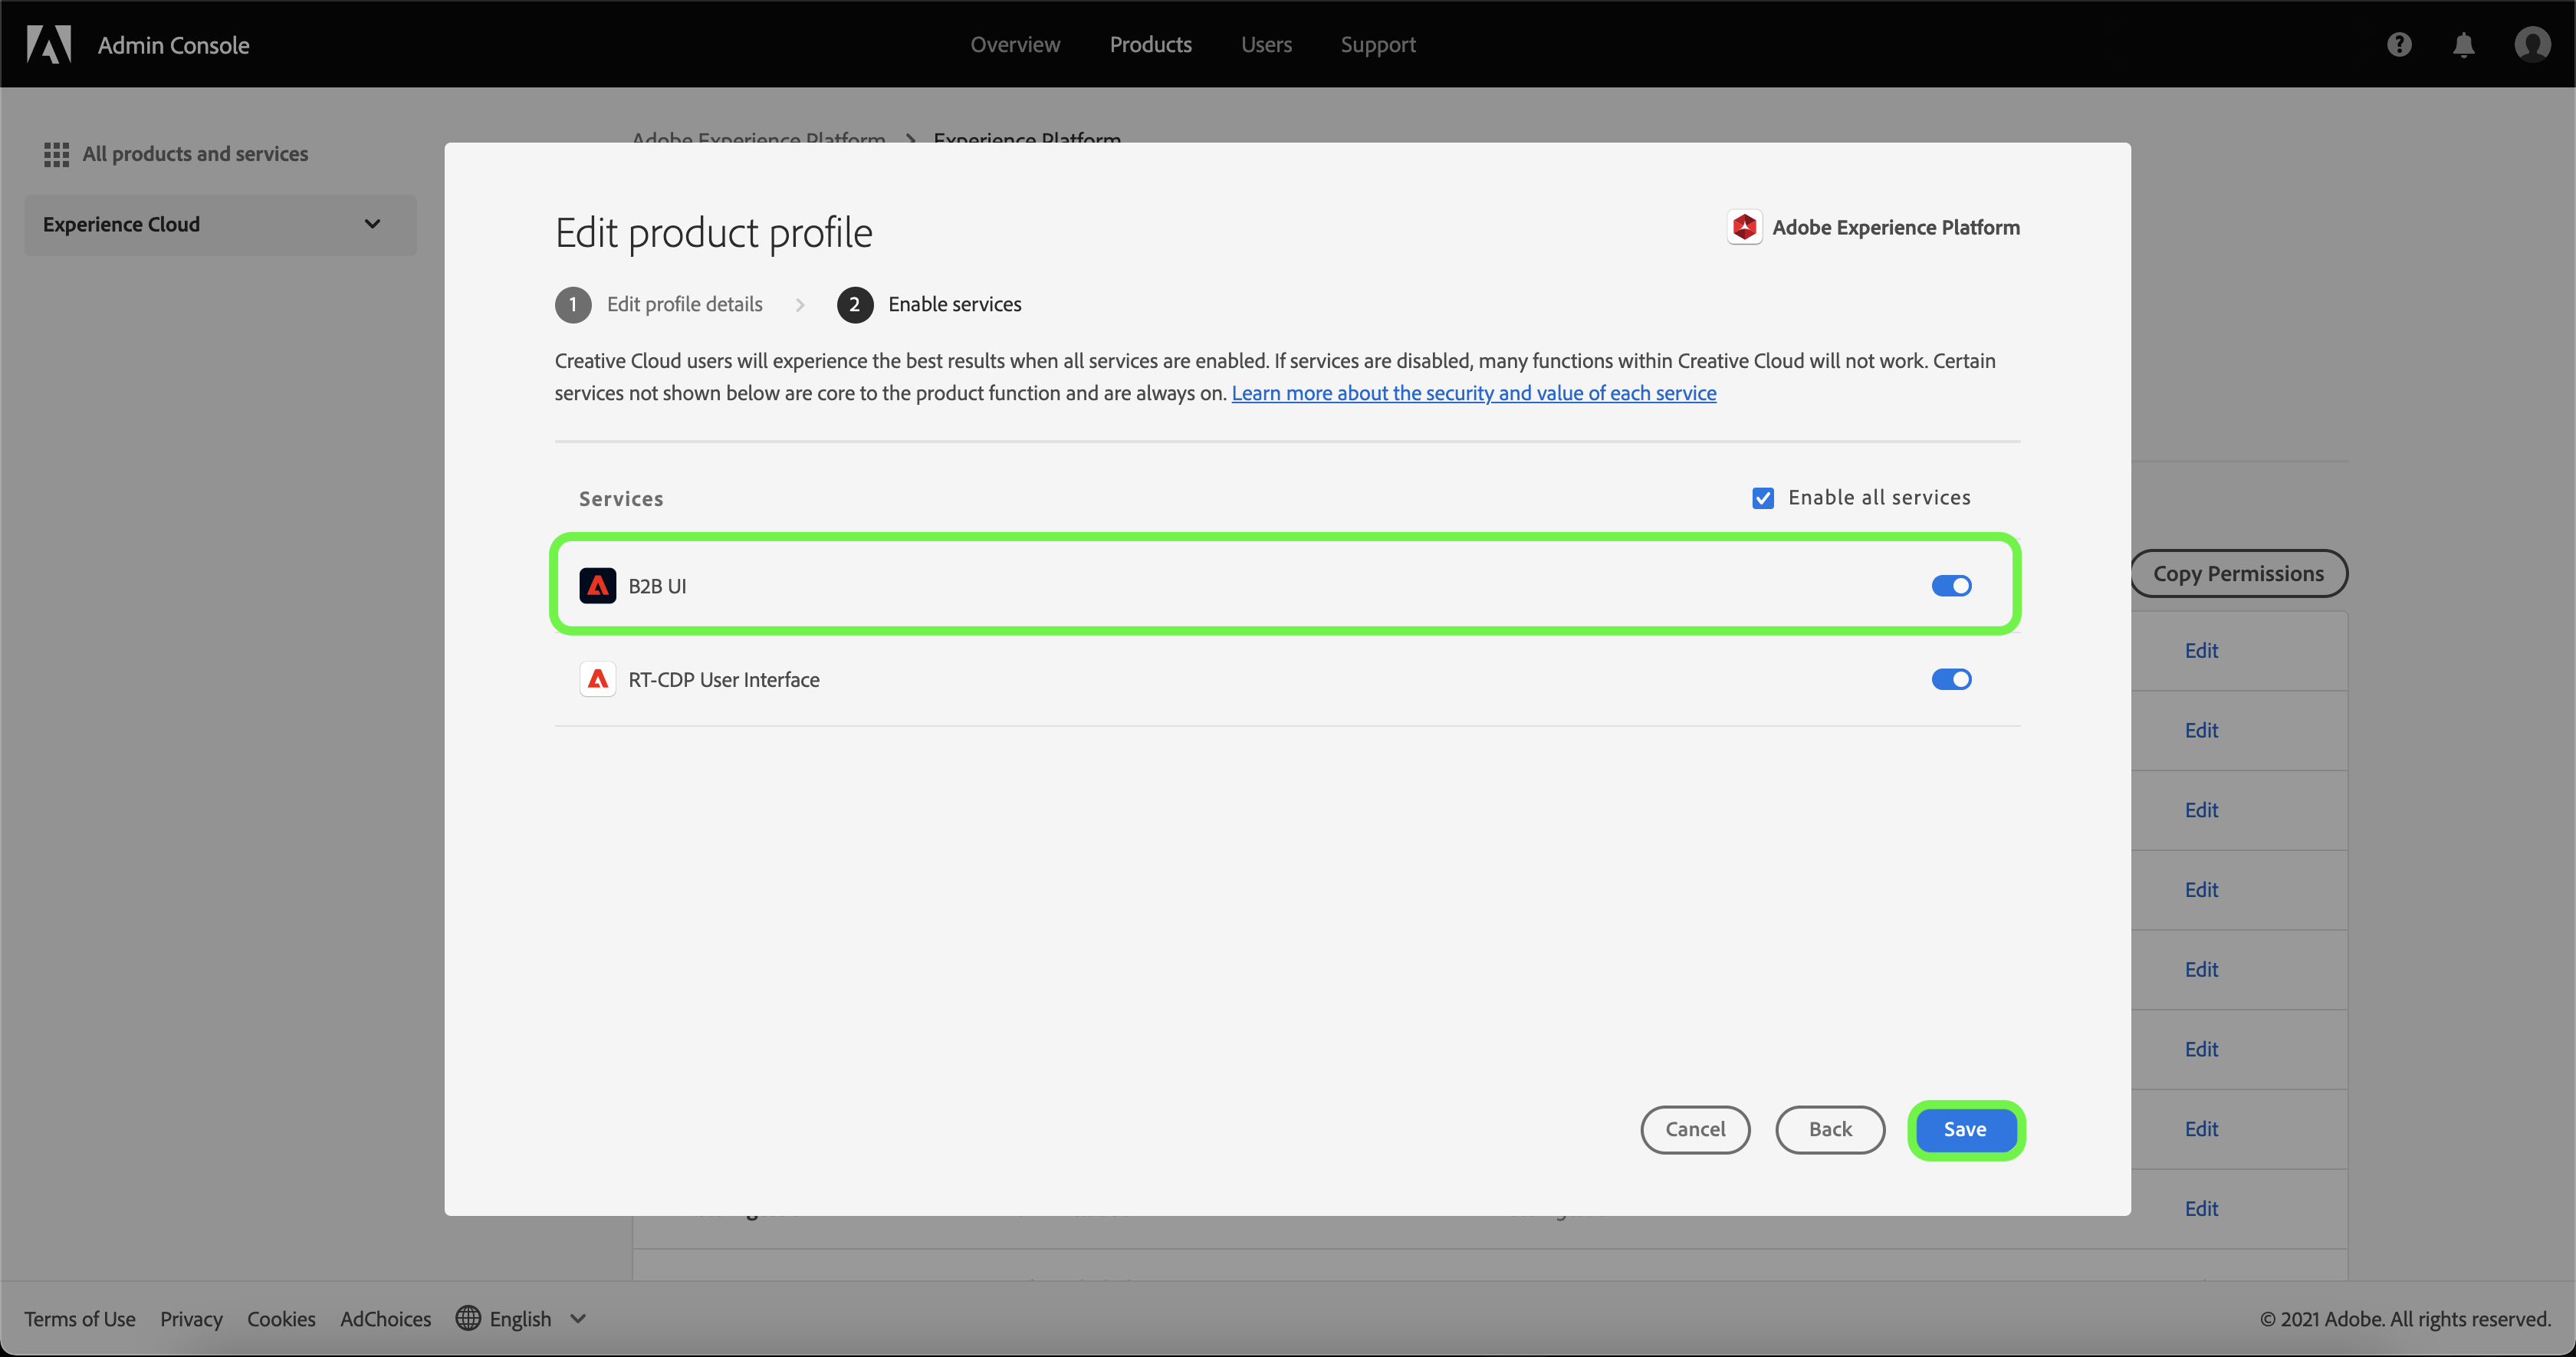 Admin Console
Overview
Products
Users
Support
All products and services
Experience Cloud
Adobe Experience Platform > Experience Platform
Edit product profile
Adobe Experience Platform
1 Edit profile details
2 Enable services
Creative Cloud users will experience the best results when all services are enabled. If services are disabled, many functions within Creative Cloud will not work. Certain
services not shown below are core to the product function and are always on. Learn more about the security and value of each service
Services
Enable all services
B2B UI
RT-CDP User Interface
Copy Permissions
Edit
Edit
Edit
Edit
Edit
Edit
Edit
Edit
Cancel
Back
Save
Terms of Use
Privacy
Cookies
AdChoices
English
© 2021 Adobe. All rights reserved.